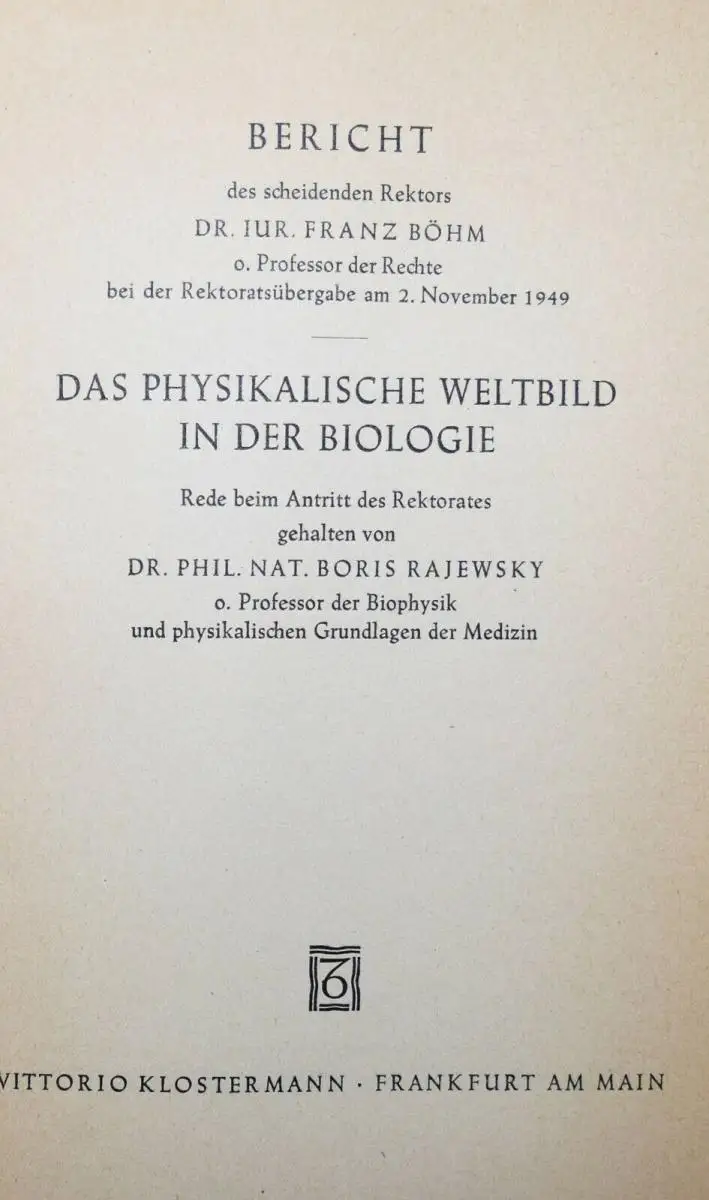 BERICHT
des scheidenden Rektors
DR. IUR. FRANZ BÖHM
o. Professor der Rechte
bei der Rektoratsübergabe am 2. November 1949
DAS PHYSIKALISCHE WELTBILD
IN DER BIOLOGIE
Rede beim Antritt des Rektorates
gehalten von
DR. PHIL. NAT. BORIS RAJEWSKY
o. Professor der Biophysik
und physikalischen Grundlagen der Medizin
VITTORIO KLOSTERMANN · FRANKFURT AM MAIN